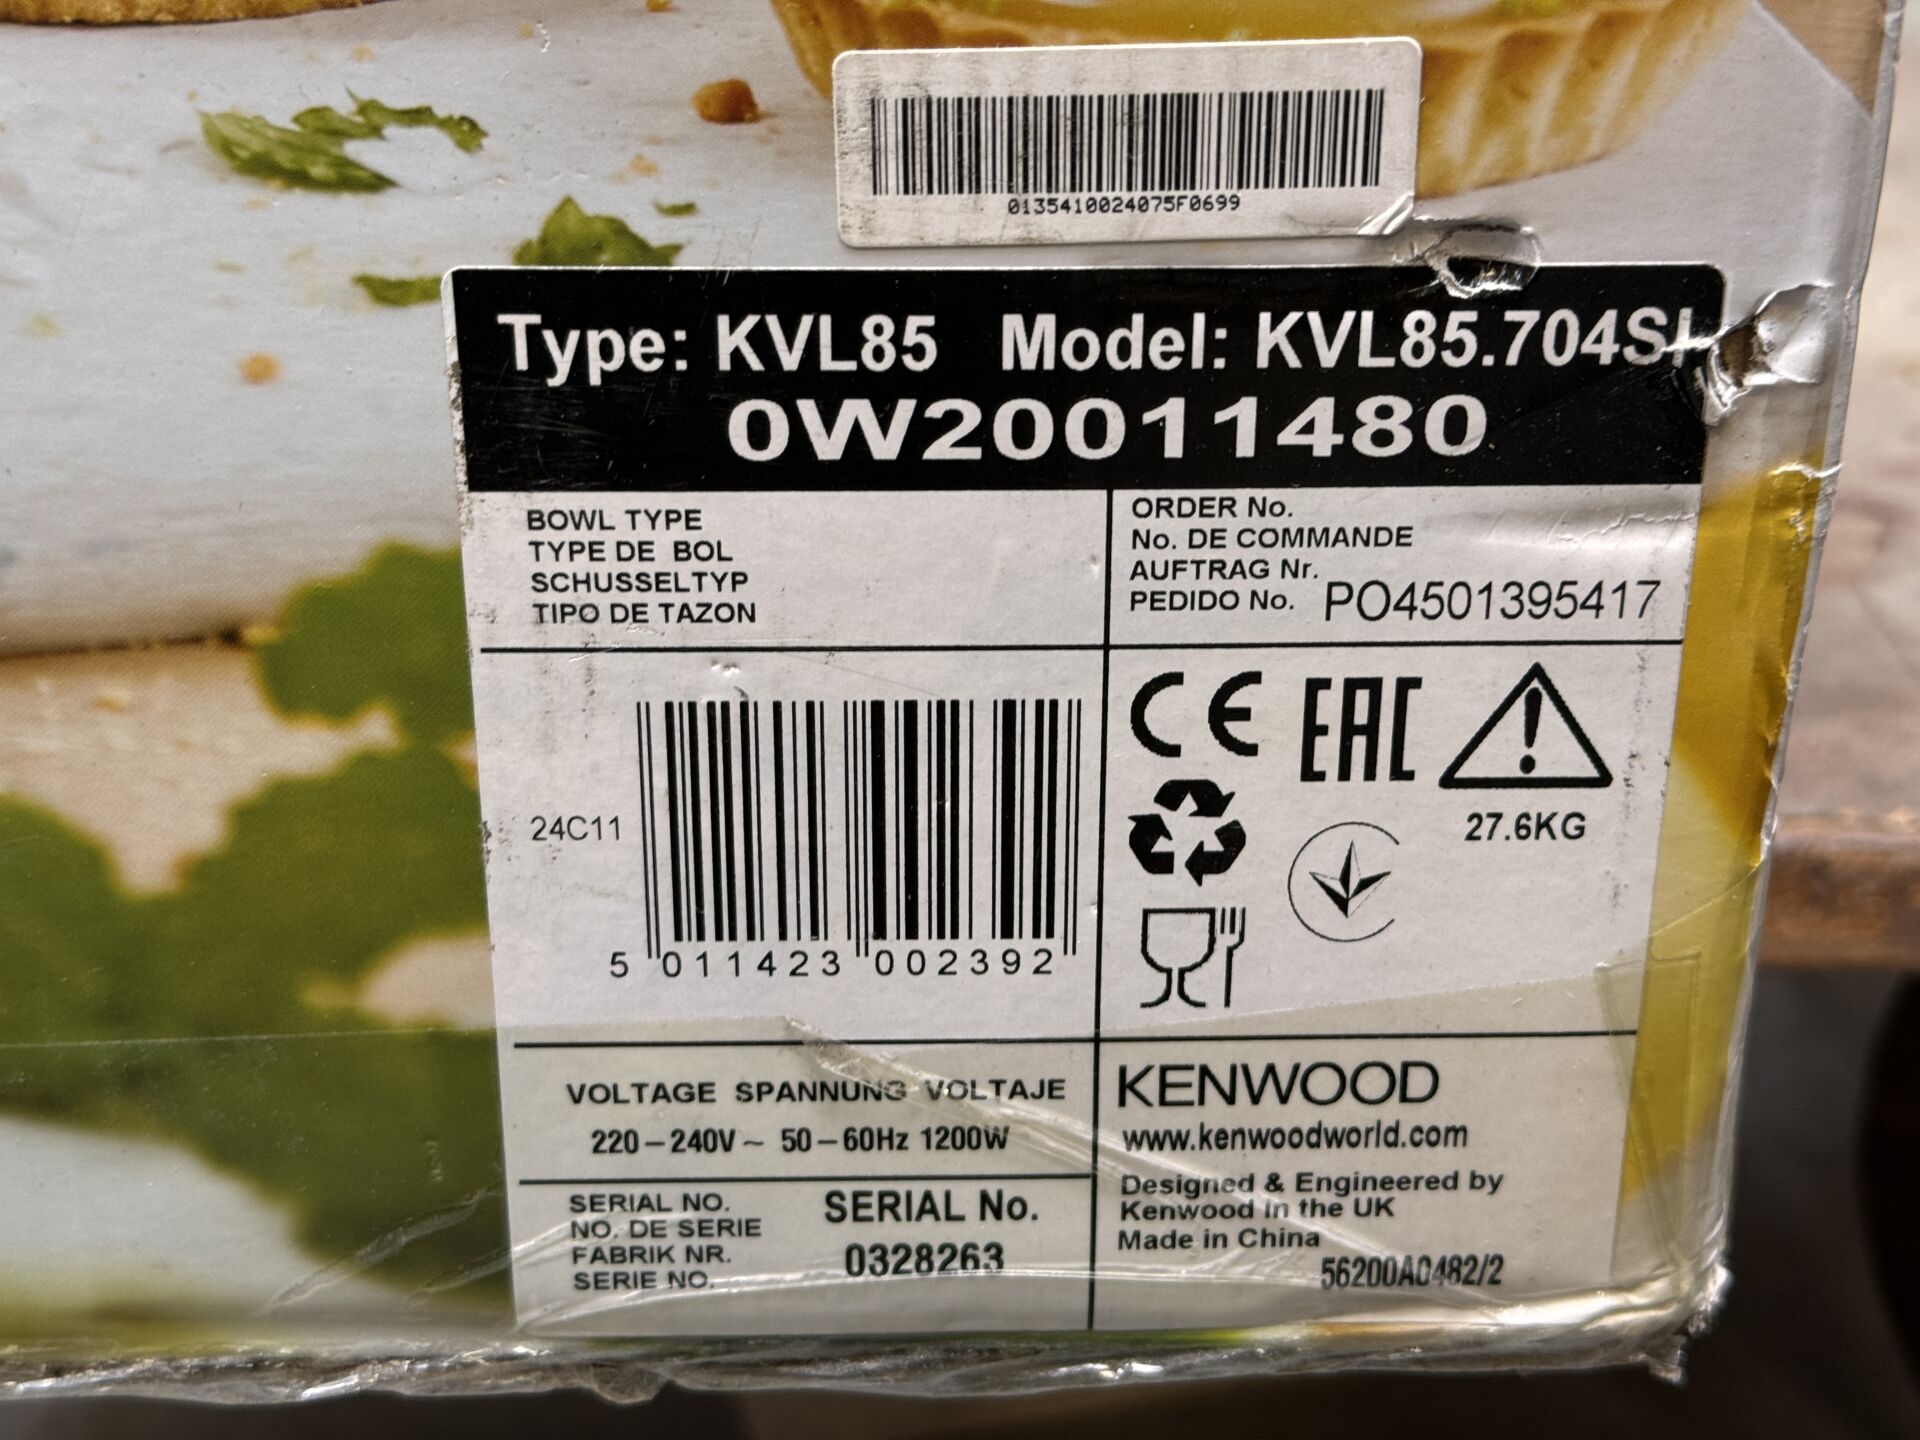 0135410024075F0699
Type: KVL85 Model: KVL85.704SI
0W20011480
BOWL TYPE
TYPE DE BOL
SCHUSSELTYP
TIPO DE TAZON
ORDER No.
No. DE COMMANDE
AUFTRAG Nr.
PEDIDO No. PO4501395417
24C11
5 011423 002392
CE EAC
27.6KG
VOLTAGE SPANNUNG VOLTAJE
220–240V~ 50–60Hz 1200W
SERIAL NO.
NO. DE SERIE
FABRIK NR.
SERIE NO.
SERIAL No.
0328263
KENWOOD
www.kenwoodworld.com
Designed & Engineered by
Kenwood in the UK
Made in China
56200A0482/2